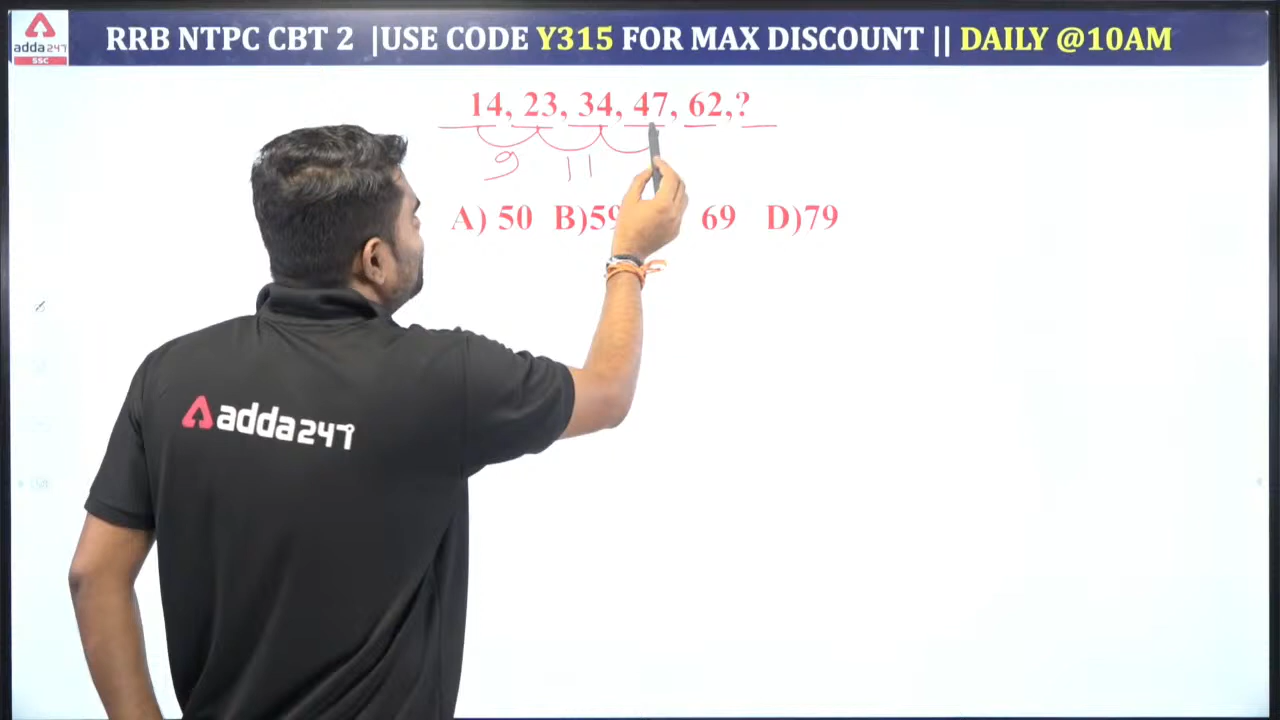 adda247
SSC
RRB NTPC CBT 2 |USE CODE Y315 FOR MAX DISCOUNT || DAILY @10AM
14, 23, 34, 47, 62,?
9 11
A) 50 B)59 69 D)79
adda247